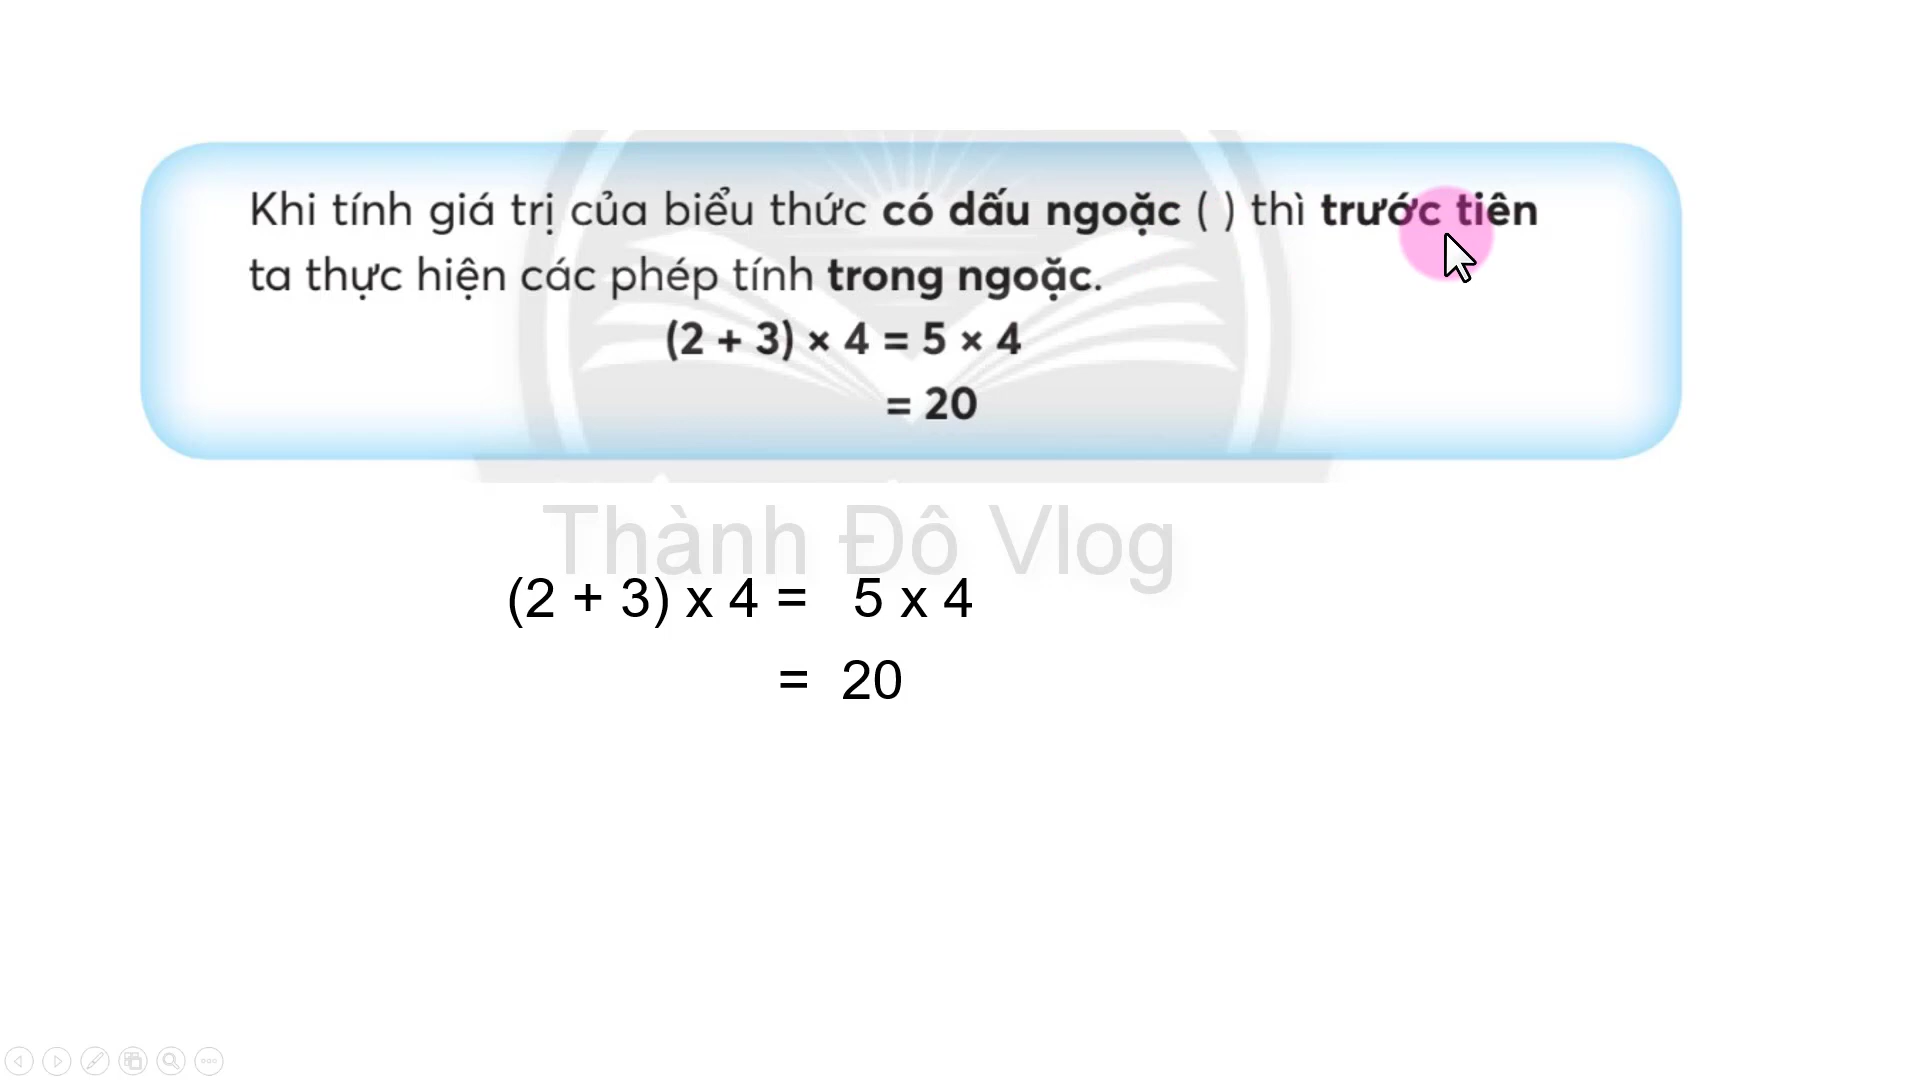 Khi tính giá trị của biểu thức có dấu ngoặc ( ) thì trước tiên
ta thực hiện các phép tính trong ngoặc.
(2 + 3) × 4 = 5 × 4
= 20
Thành Đô Vlog
(2 + 3) x 4 = 5 x 4
= 20